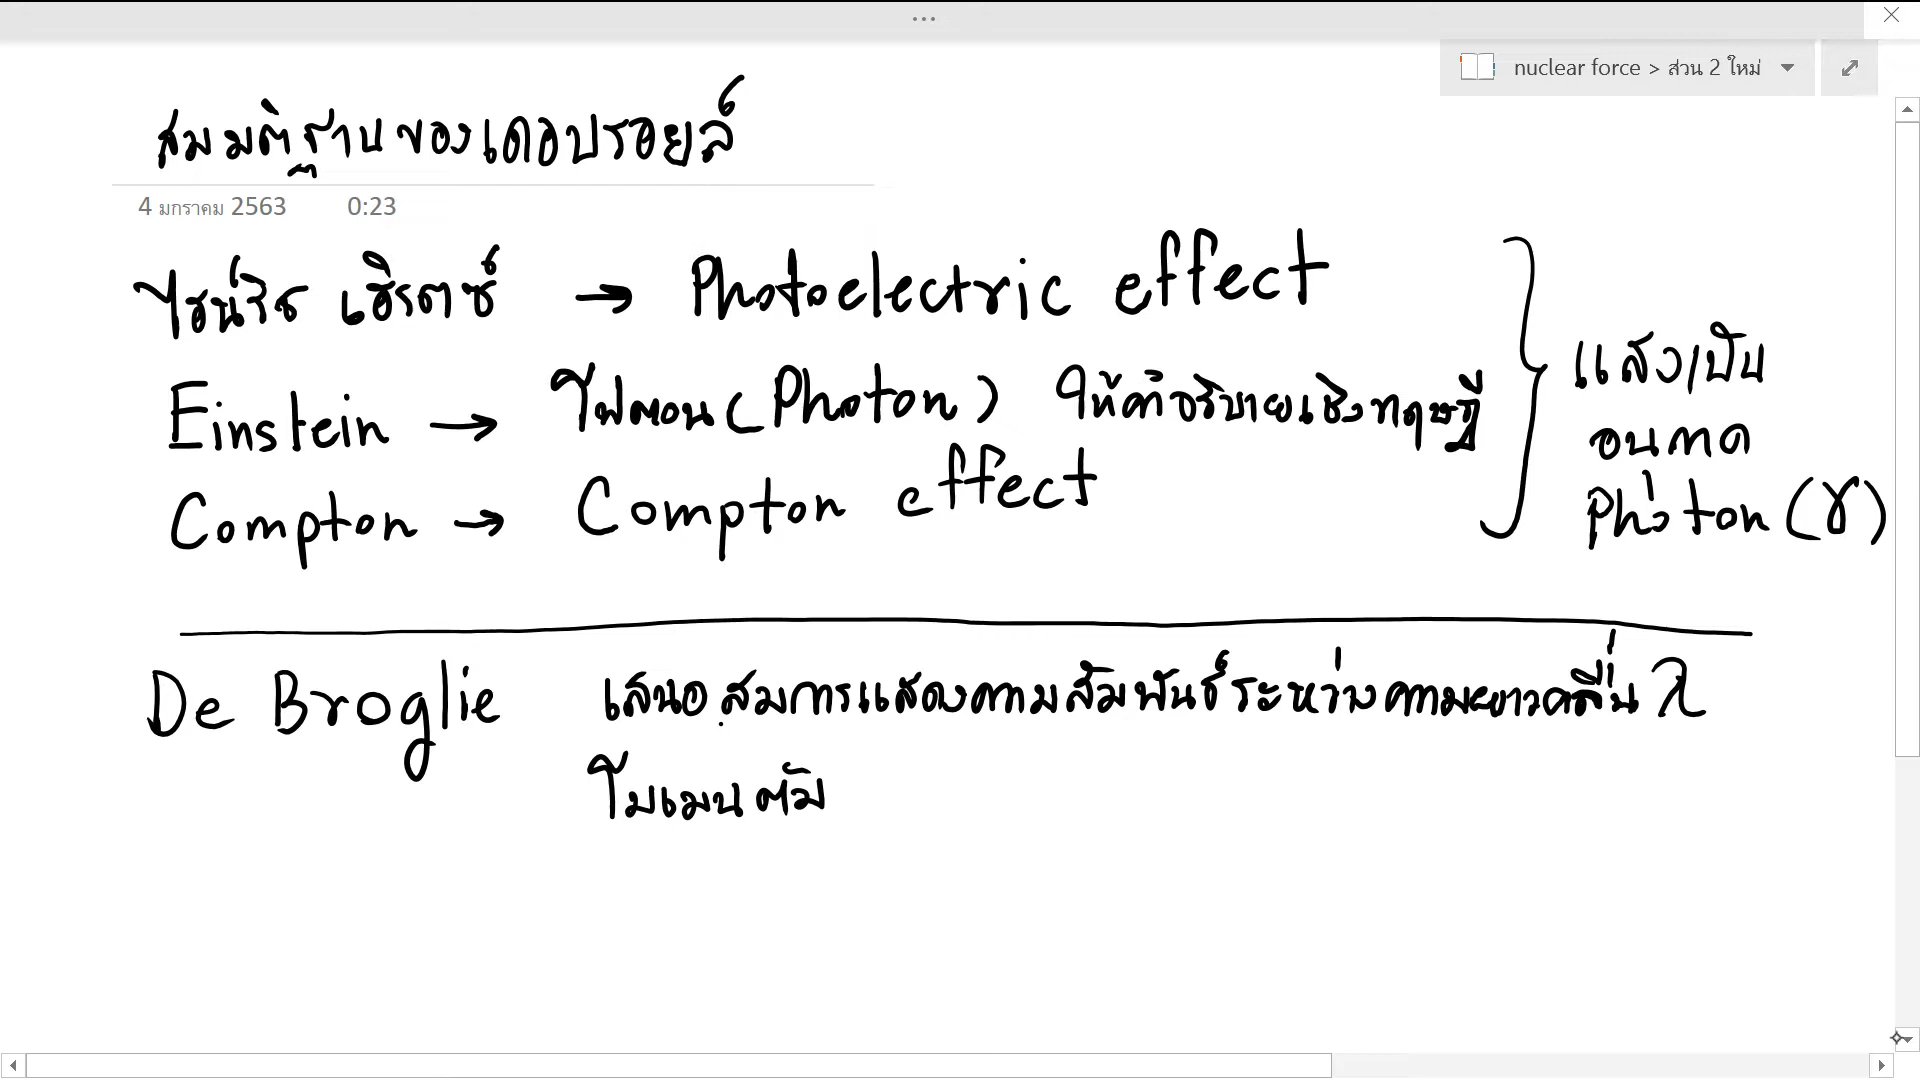 ...
nuclear force > ส่วน 2 ใหม่
สมมติฐานของเดอบรอยล์
4 มกราคม 2563 0:23
ไฮน์ริช เฮิรตซ์ → Photoelectric effect
Einstein → โฟตอน (Photon) ให้คำอธิบายเชิงทฤษฎี
Compton → Compton effect
แสงเป็น
อนุภาค
Photon (γ)
De Broglie เสนอสมการแสดงความสัมพันธ์ระหว่างความยาวคลื่น λ
โมเมนตัม